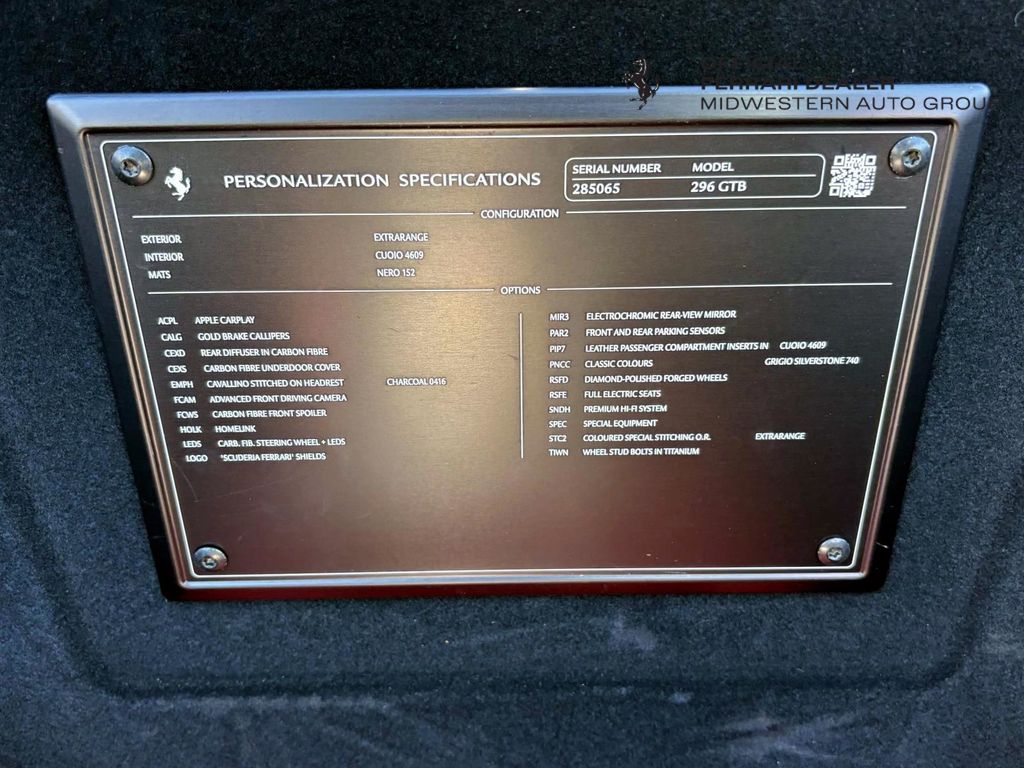 FERRARI DEALER
MIDWESTERN AUTO GROUP
PERSONALIZATION SPECIFICATIONS
SERIAL NUMBER MODEL
285065 296 GTB
CONFIGURATION
EXTERIOR EXTRARANGE
INTERIOR CUOIO 4609
MATS NERO 152
OPTIONS
ACPL APPLE CARPLAY
CALG GOLD BRAKE CALLIPERS
CEXD REAR DIFFUSER IN CARBON FIBRE
CEXS CARBON FIBRE UNDERDOOR COVER
EMPH CAVALLINO STITCHED ON HEADREST CHARCOAL 0416
FCAM ADVANCED FRONT DRIVING CAMERA
FCWS CARBON FIBRE FRONT SPOILER
HOLK HOMELINK
LEDS CARB. FIB. STEERING WHEEL + LEDS
LOGO "SCUDERIA FERRARI" SHIELDS
MIR3 ELECTROCHROMIC REAR-VIEW MIRROR
PAR2 FRONT AND REAR PARKING SENSORS
PIP7 LEATHER PASSENGER COMPARTMENT INSERTS IN CUOIO 4609
PNCC CLASSIC COLOURS GRIGIO SILVERSTONE 740
RSFD DIAMOND-POLISHED FORGED WHEELS
RSFE FULL ELECTRIC SEATS
SNDH PREMIUM HI-FI SYSTEM
SPEC SPECIAL EQUIPMENT
STC2 COLOURED SPECIAL STITCHING O.R. EXTRARANGE
TIWN WHEEL STUD BOLTS IN TITANIUM